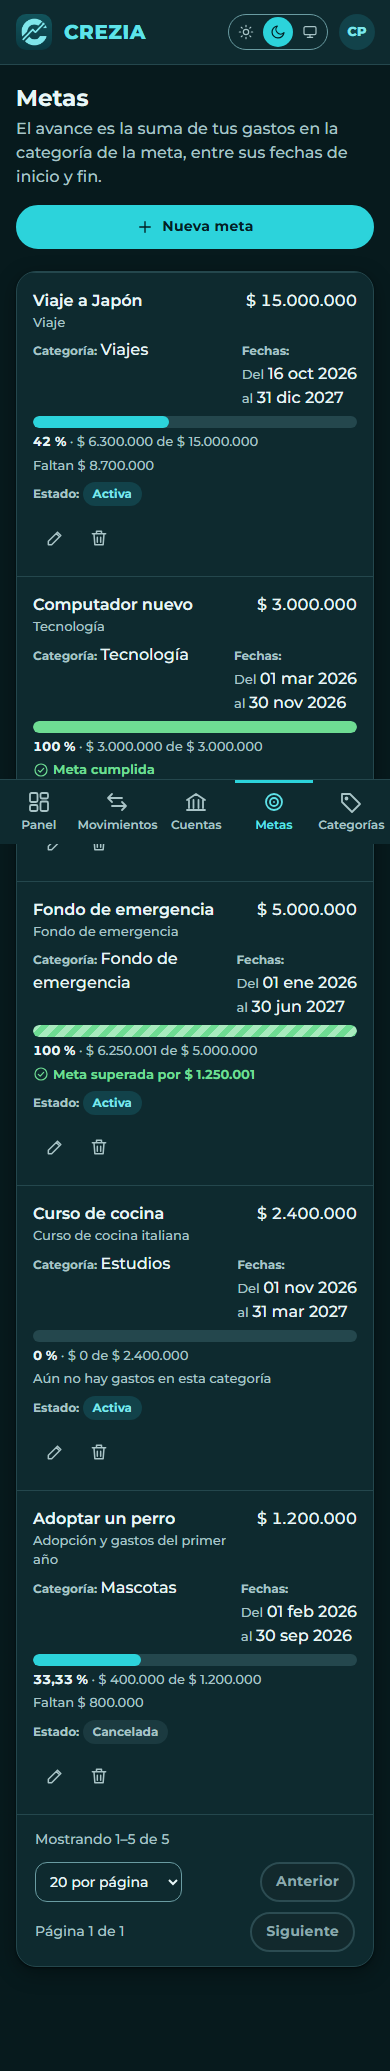 CREZIA
CP
Metas
El avance es la suma de tus gastos en la
categoría de la meta, entre sus fechas de
inicio y fin.
+ Nueva meta
Viaje a Japón $ 15.000.000
Viaje
Categoría: Viajes
Fechas:
Del 16 oct 2026
al 31 dic 2027
42 % · $ 6.300.000 de $ 15.000.000
Faltan $ 8.700.000
Estado: Activa
Computador nuevo $ 3.000.000
Tecnología
Categoría: Tecnología
Fechas:
Del 01 mar 2026
al 30 nov 2026
100 % · $ 3.000.000 de $ 3.000.000
Meta cumplida
Panel Movimientos Cuentas Metas Categorías
Fondo de emergencia $ 5.000.000
Fondo de emergencia
Categoría: Fondo de
emergencia
Fechas:
Del 01 ene 2026
al 30 jun 2027
100 % · $ 6.250.001 de $ 5.000.000
Meta superada por $ 1.250.001
Estado: Activa
Curso de cocina $ 2.400.000
Curso de cocina italiana
Categoría: Estudios
Fechas:
Del 01 nov 2026
al 31 mar 2027
0 % · $ 0 de $ 2.400.000
Aún no hay gastos en esta categoría
Estado: Activa
Adoptar un perro $ 1.200.000
Adopción y gastos del primer
año
Categoría: Mascotas
Fechas:
Del 01 feb 2026
al 30 sep 2026
33,33 % · $ 400.000 de $ 1.200.000
Faltan $ 800.000
Estado: Cancelada
Mostrando 1–5 de 5
20 por página
Anterior
Página 1 de 1
Siguiente